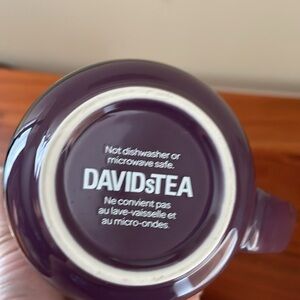 Not dishwasher or
microwave safe.
DAVIDsTEA
Ne convient pas
au lave-vaisselle et
au micro-ondes.